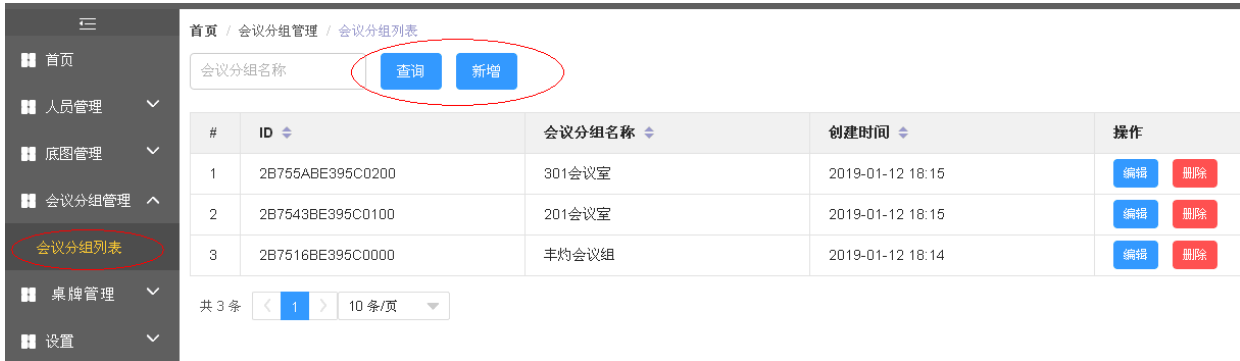 首页 / 会议分组管理 / 会议分组列表
首页
会议分组名称 查询 新增
人员管理
# ID 会议分组名称 创建时间 操作
底图管理
1 2B755ABE395C0200 301会议室 2019-01-12 18:15 编辑 删除
会议分组管理
2 2B7543BE395C0100 201会议室 2019-01-12 18:15 编辑 删除
会议分组列表
3 2B7516BE395C0000 丰灼会议组 2019-01-12 18:14 编辑 删除
桌牌管理
共 3 条 1 10 条/页
设置